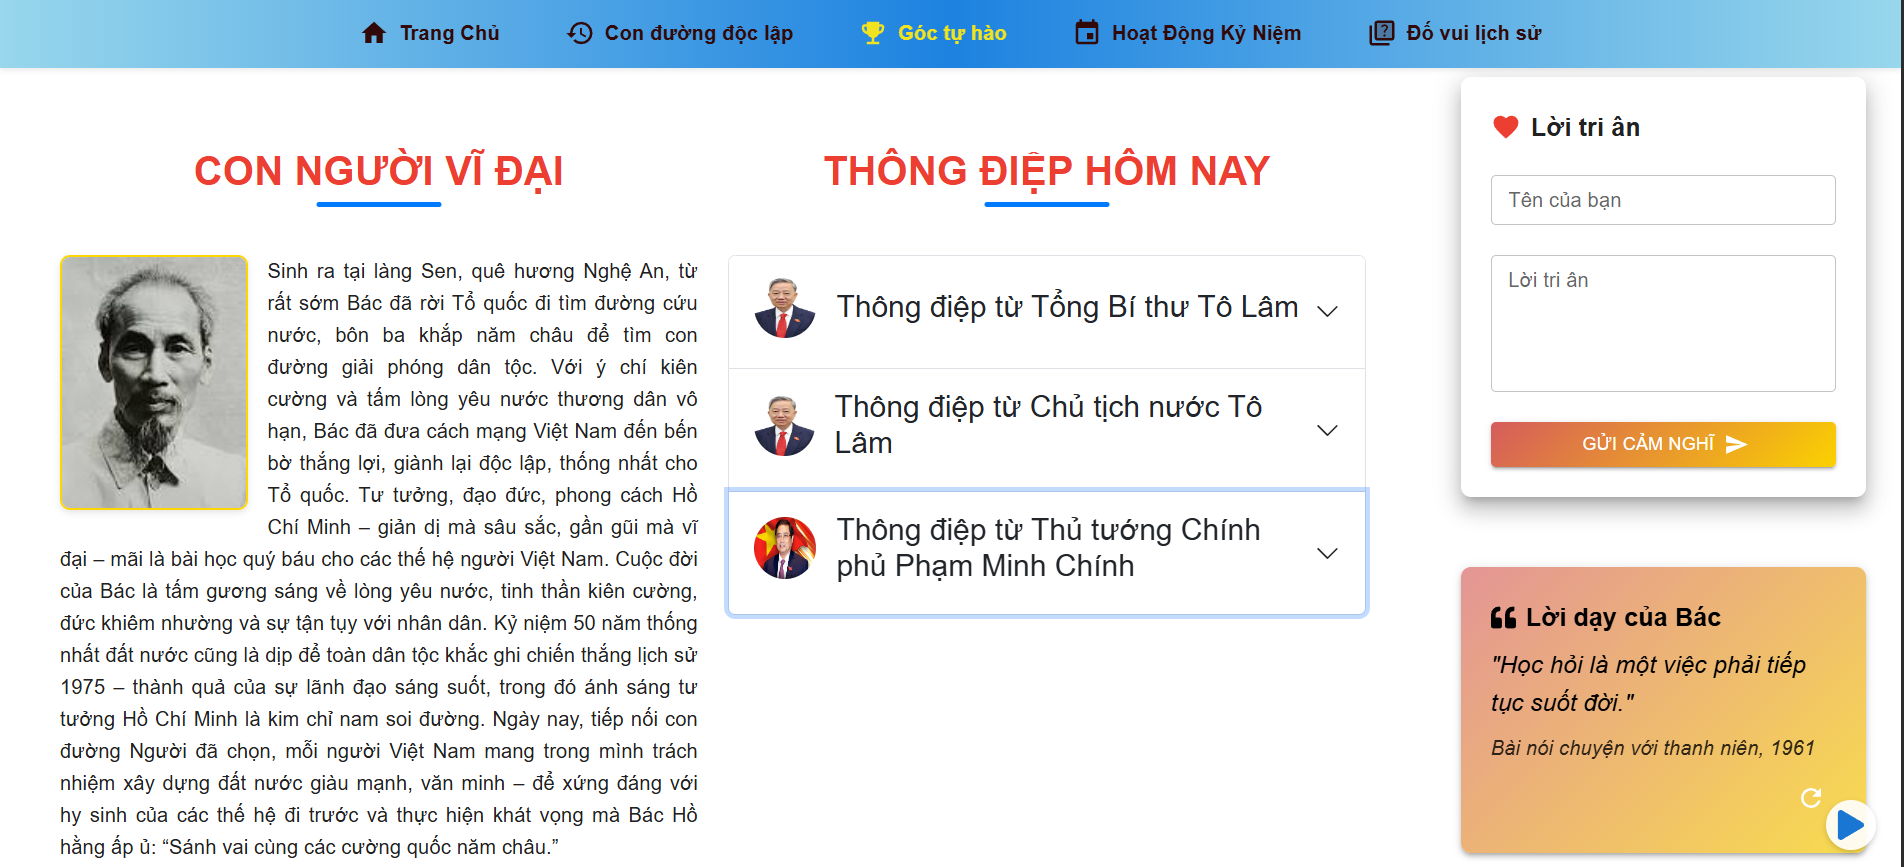 Trang Chủ
Con đường độc lập
Góc tự hào
Hoạt Động Kỷ Niệm
Đố vui lịch sử
CON NGƯỜI VĨ ĐẠI
Sinh ra tại làng Sen, quê hương Nghệ An, từ
rất sớm Bác đã rời Tổ quốc đi tìm đường cứu
nước, bôn ba khắp năm châu để tìm con
đường giải phóng dân tộc. Với ý chí kiên
cường và tấm lòng yêu nước thương dân vô
hạn, Bác đã đưa cách mạng Việt Nam đến bến
bờ thắng lợi, giành lại độc lập, thống nhất cho
Tổ quốc. Tư tưởng, đạo đức, phong cách Hồ
Chí Minh – giản dị mà sâu sắc, gần gũi mà vĩ
đại – mãi là bài học quý báu cho các thế hệ người Việt Nam. Cuộc đời
của Bác là tấm gương sáng về lòng yêu nước, tinh thần kiên cường,
đức khiêm nhường và sự tận tụy với nhân dân. Kỷ niệm 50 năm thống
nhất đất nước cũng là dịp để toàn dân tộc khắc ghi chiến thắng lịch sử
1975 – thành quả của sự lãnh đạo sáng suốt, trong đó ánh sáng tư
tưởng Hồ Chí Minh là kim chỉ nam soi đường. Ngày nay, tiếp nối con
đường Người đã chọn, mỗi người Việt Nam mang trong mình trách
nhiệm xây dựng đất nước giàu mạnh, văn minh – để xứng đáng với
hy sinh của các thế hệ đi trước và thực hiện khát vọng mà Bác Hồ
hằng ấp ủ: “Sánh vai cùng các cường quốc năm châu.”
THÔNG ĐIỆP HÔM NAY
Thông điệp từ Tổng Bí thư Tô Lâm
Thông điệp từ Chủ tịch nước Tô
Lâm
Thông điệp từ Thủ tướng Chính
phủ Phạm Minh Chính
Lời tri ân
Tên của bạn
Lời tri ân
GỬI CẢM NGHĨ
Lời dạy của Bác
"Học hỏi là một việc phải tiếp
tục suốt đời."
Bài nói chuyện với thanh niên, 1961